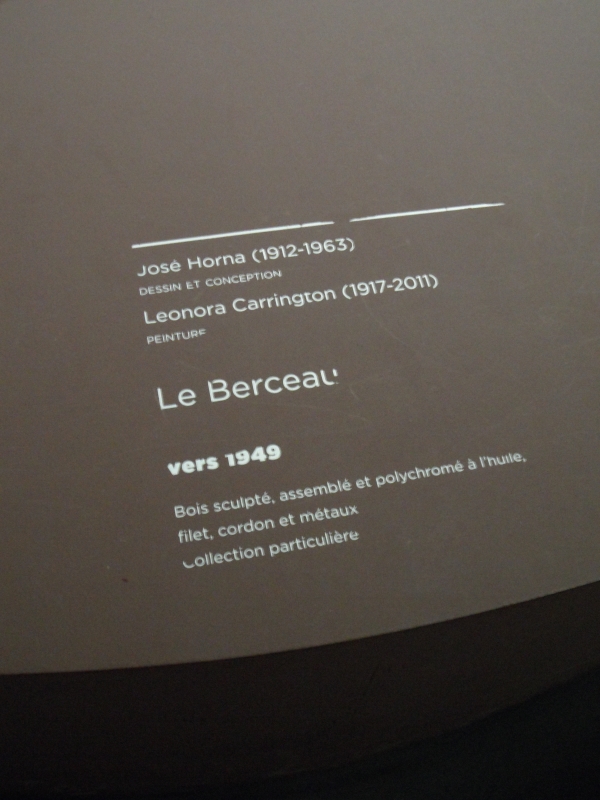 José Horna (1912-1963)
DESSIN ET CONCEPTION
Leonora Carrington (1917-2011)
PEINTURE
Le Berceau
vers 1949
Bois sculpté, assemblé et polychromé à l'huile,
filet, cordon et métaux
Collection particulière